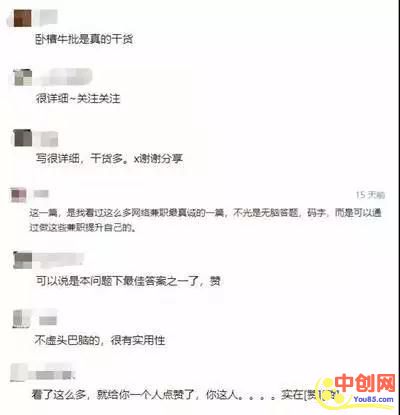 卧槽牛批是真的干货
很详细~关注关注
写很详细，干货多。x谢谢分享
15 天前
这一篇，是我看过这么多网络兼职最真诚的一篇，不光是无脑答题，码字，而是可以通
过做这些兼职提升自己的。
可以说是本问题下最佳答案之一了，赞
不虚头巴脑的，很有实用性
看了这么多，就给你一个人点赞了，你这人。。。。实在[赞]
中创网
You85.com